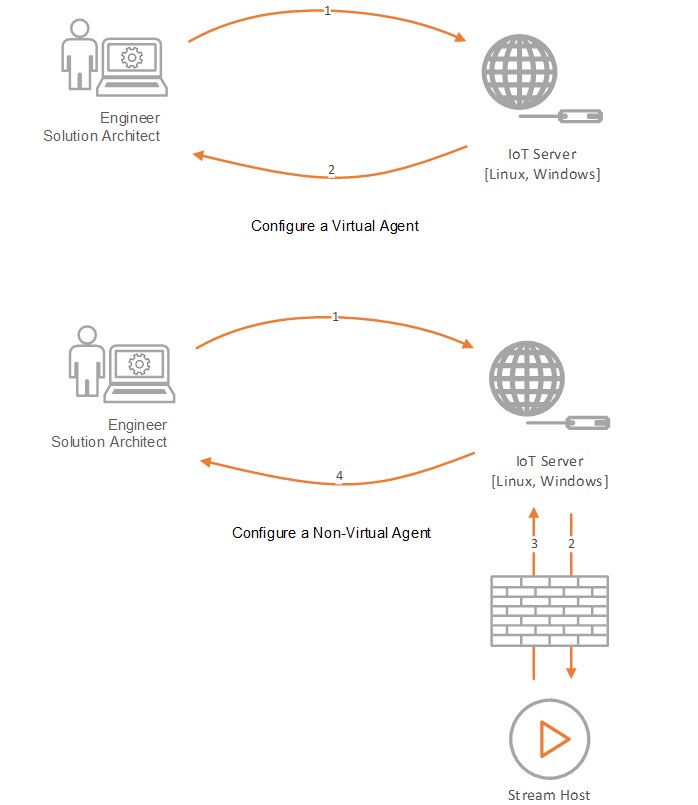 1
Engineer
Solution Architect
IoT Server
[Linux, Windows]
2
Configure a Virtual Agent
1
Engineer
Solution Architect
IoT Server
[Linux, Windows]
4
Configure a Non-Virtual Agent
3
2
Stream Host